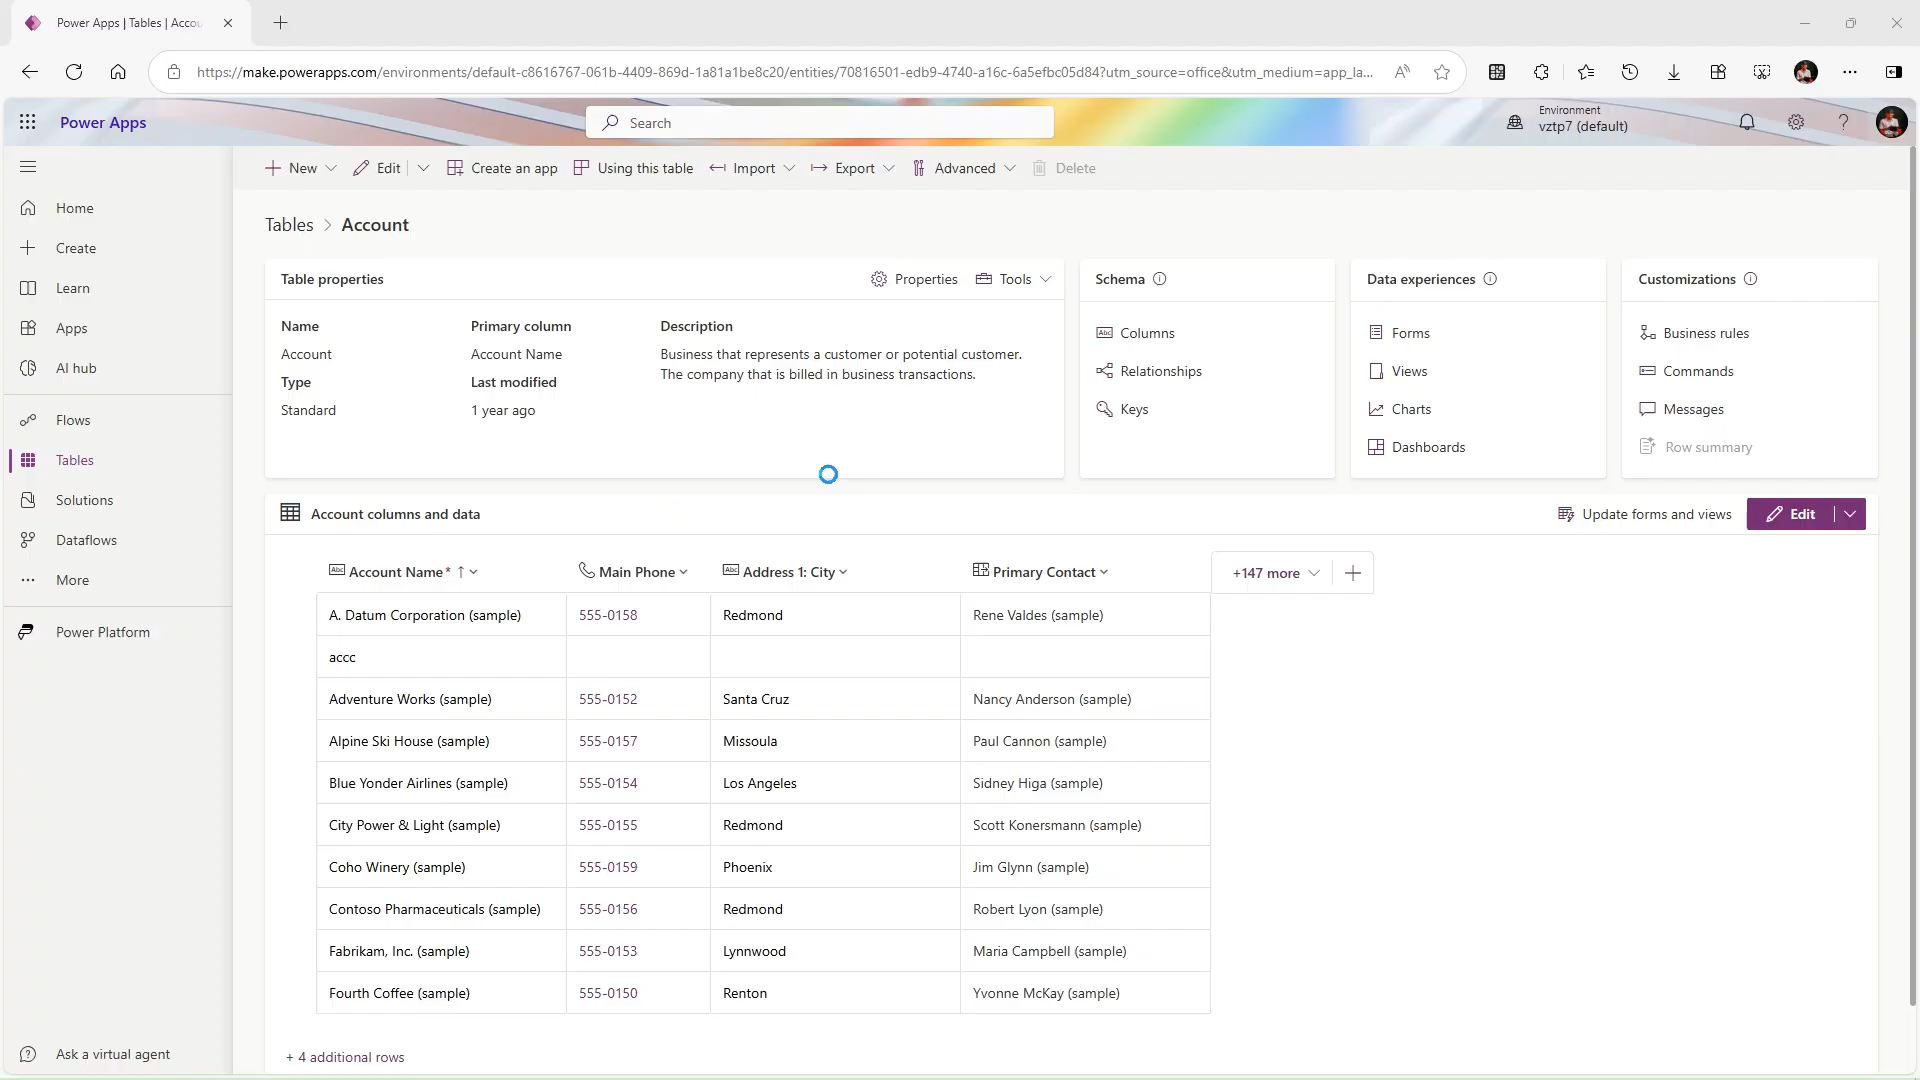 Power Apps | Tables | Accou
https://make.powerapps.com/environments/default-c8616767-061b-4409-869d-1a81a1be8c20/entities/70816501-edb9-4740-a16c-6a5efbc05d84?utm_source=office&utm_medium=app_la...
Power Apps
Search
Environment
vztp7 (default)
New
Edit
Create an app
Using this table
Import
Export
Advanced
Delete
Home
Create
Learn
Apps
AI hub
Flows
Tables
Solutions
Dataflows
More
Power Platform
Ask a virtual agent
Tables > Account
Table properties
Properties
Tools
Name
Account
Type
Standard
Primary column
Account Name
Last modified
1 year ago
Description
Business that represents a customer or potential customer.
The company that is billed in business transactions.
Schema
Columns
Relationships
Keys
Data experiences
Forms
Views
Charts
Dashboards
Customizations
Business rules
Commands
Messages
Row summary
Account columns and data
Update forms and views
Edit
Account Name* ↑ Main Phone Address 1: City Primary Contact +147 more
A. Datum Corporation (sample) 555-0158 Redmond Rene Valdes (sample)
accc
Adventure Works (sample) 555-0152 Santa Cruz Nancy Anderson (sample)
Alpine Ski House (sample) 555-0157 Missoula Paul Cannon (sample)
Blue Yonder Airlines (sample) 555-0154 Los Angeles Sidney Higa (sample)
City Power & Light (sample) 555-0155 Redmond Scott Konersmann (sample)
Coho Winery (sample) 555-0159 Phoenix Jim Glynn (sample)
Contoso Pharmaceuticals (sample) 555-0156 Redmond Robert Lyon (sample)
Fabrikam, Inc. (sample) 555-0153 Lynnwood Maria Campbell (sample)
Fourth Coffee (sample) 555-0150 Renton Yvonne McKay (sample)
+ 4 additional rows